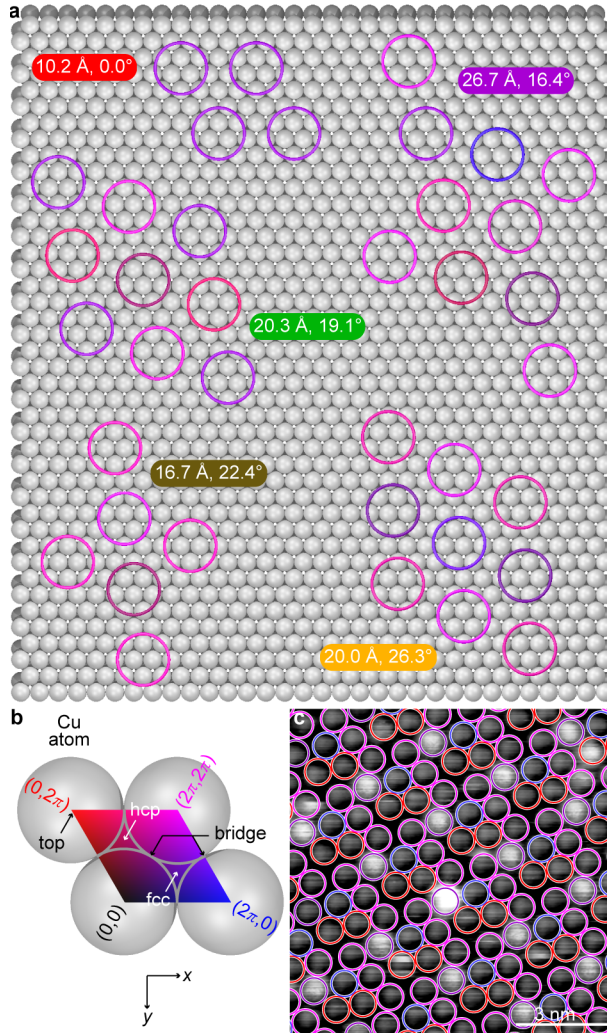 a
10.2 Å, 0.0°
26.7 Å, 16.4°
20.3 Å, 19.1°
16.7 Å, 22.4°
20.0 Å, 26.3°
b
Cu
atom
(0,2π)
(2π,2π)
hcp
top
bridge
fcc
(0,0)
(2π,0)
x
y
c
3 nm